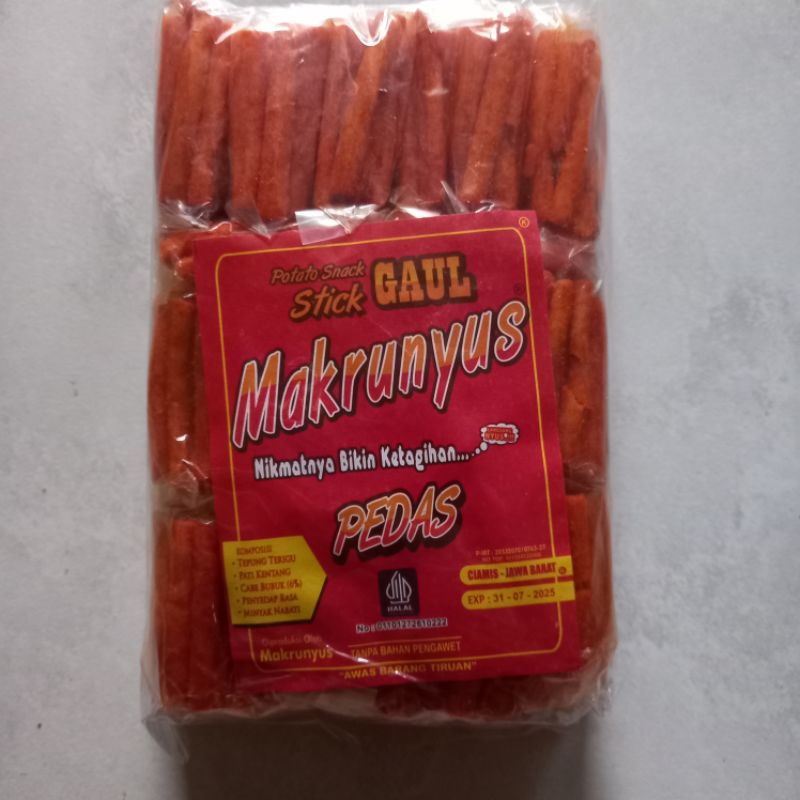 Potato Snack
Stick GAUL
Makrunyus
Nikmatnya Bikin Ketagihan.....
PEDAS
KOMPOSISI
• TEPUNG TERIGU
• PATI KENTANG
• CABE BUBUK (6%)
• PENYEDAP RASA
• MINYAK NABATI
HALAL
No : 01101272810222
CIAMIS - JAWA BARAT
EXP : 31 - 07 - 2025
Diproduksi Oleh
Makrunyus
TANPA BAHAN PENGAWET
"AWAS BARANG TIRUAN"